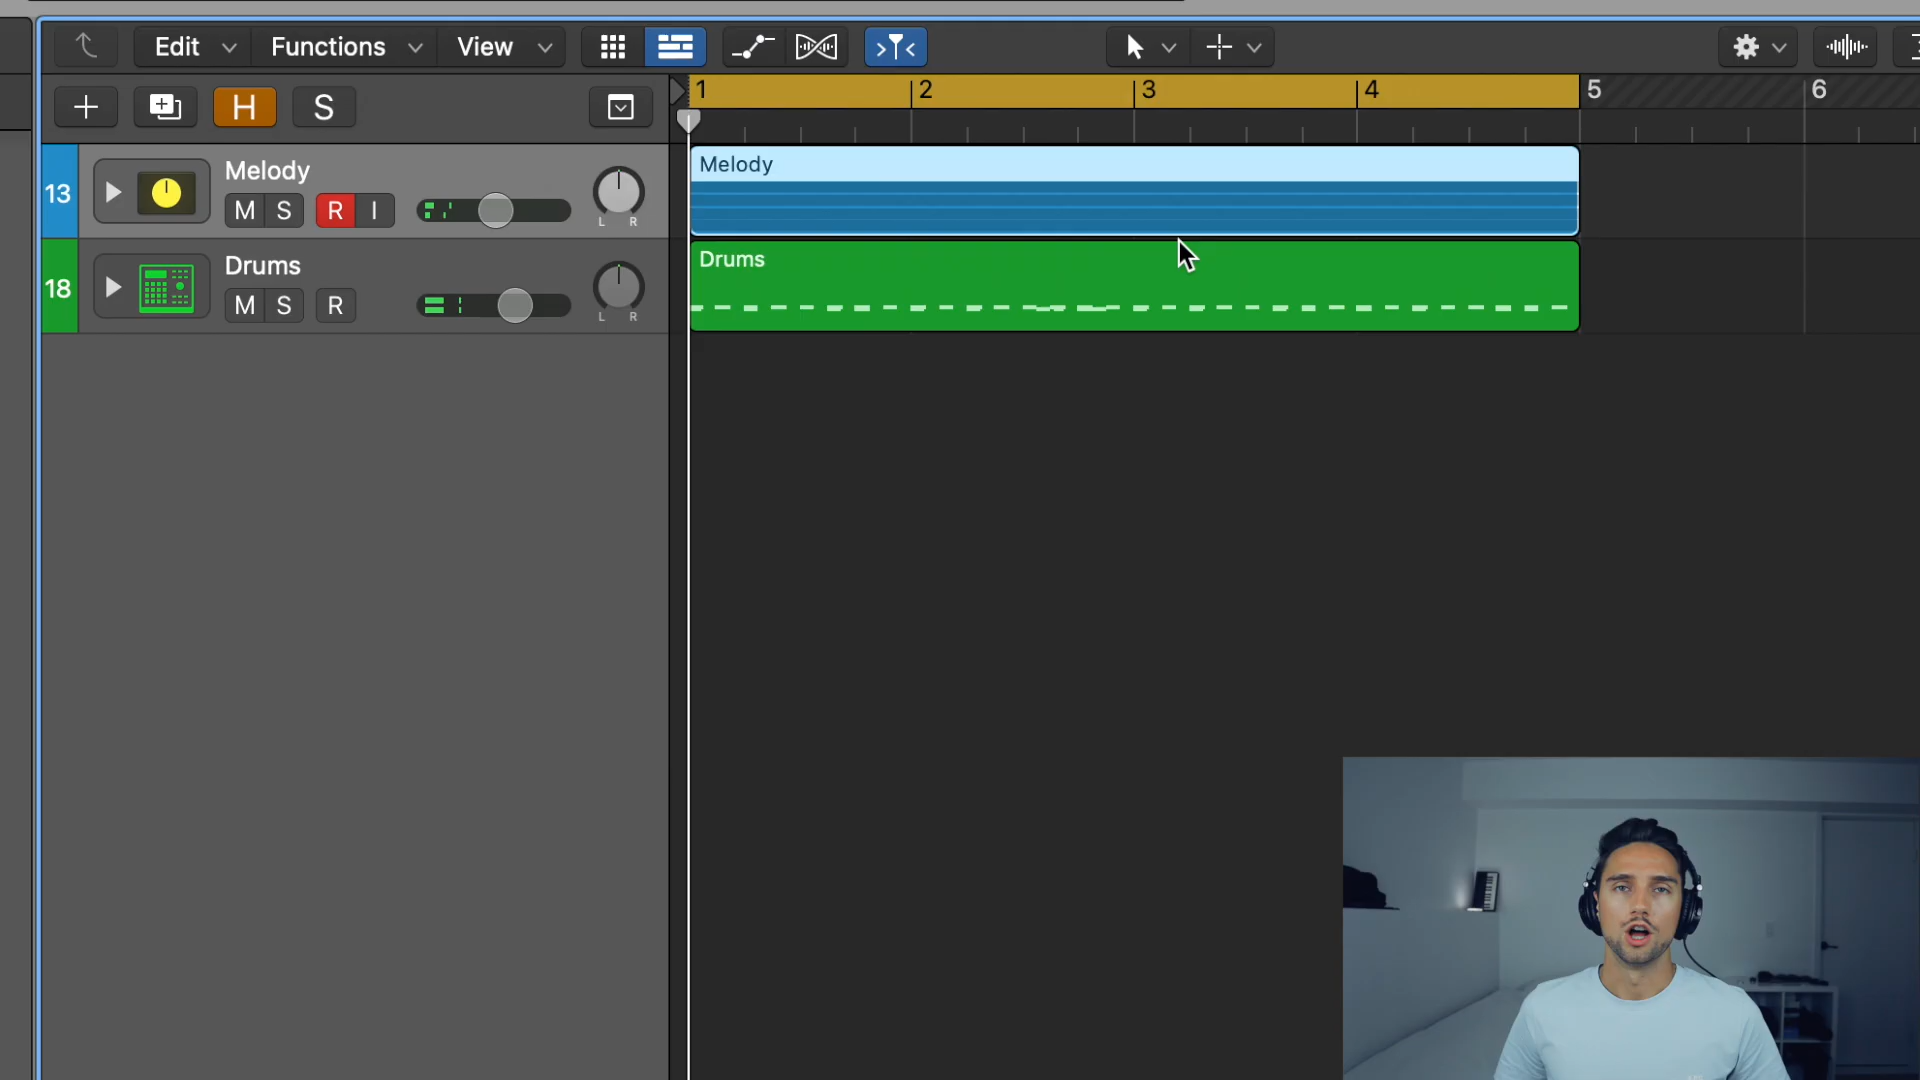 Edit Functions View
1 2 3 4 5 6
+ H S
13 Melody
M S R I
L R
Melody
18 Drums
M S R
L R
Drums